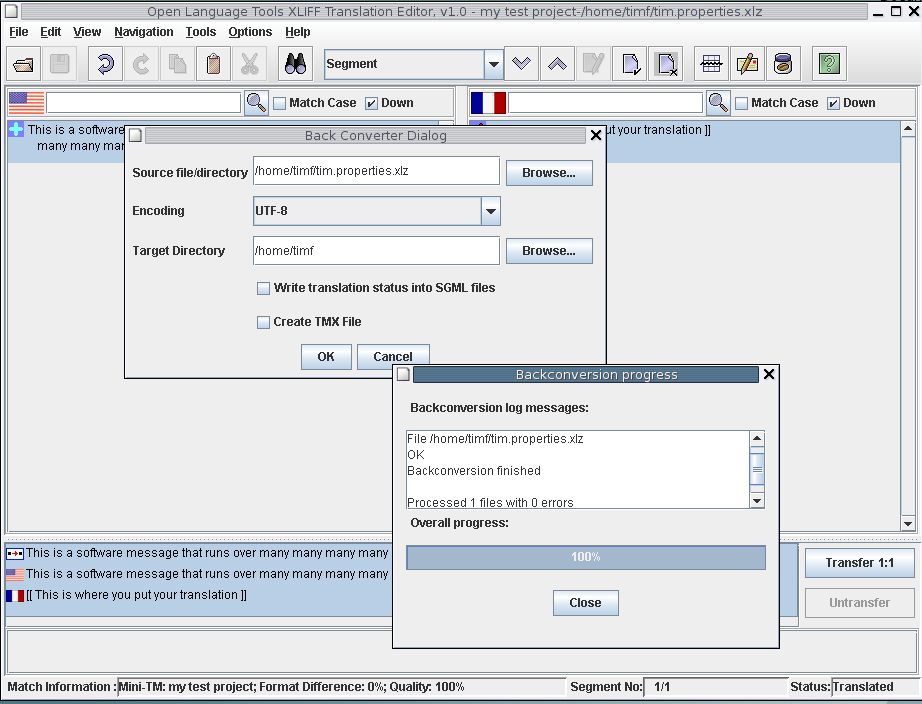 Open Language Tools XLIFF Translation Editor, v1.0 - my test project-/home/timf/tim.properties.xlz
File Edit View Navigation Tools Options Help
Segment
Match Case Down
Match Case Down
This is a software
many many mar
ut your translation ]]
Back Converter Dialog
Source file/directory /home/timf/tim.properties.xlz Browse...
Encoding UTF-8
Target Directory /home/timf Browse...
Write translation status into SGML files
Create TMX File
OK Cancel
Backconversion progress
Backconversion log messages:
File /home/timf/tim.properties.xlz
OK
Backconversion finished
Processed 1 files with 0 errors
Overall progress:
100%
Close
This is a software message that runs over many many many many
This is a software message that runs over many many many many
[[ This is where you put your translation ]]
Transfer 1:1
Untransfer
Match Information : Mini-TM: my test project; Format Difference: 0%; Quality: 100% Segment No: 1/1 Status: Translated